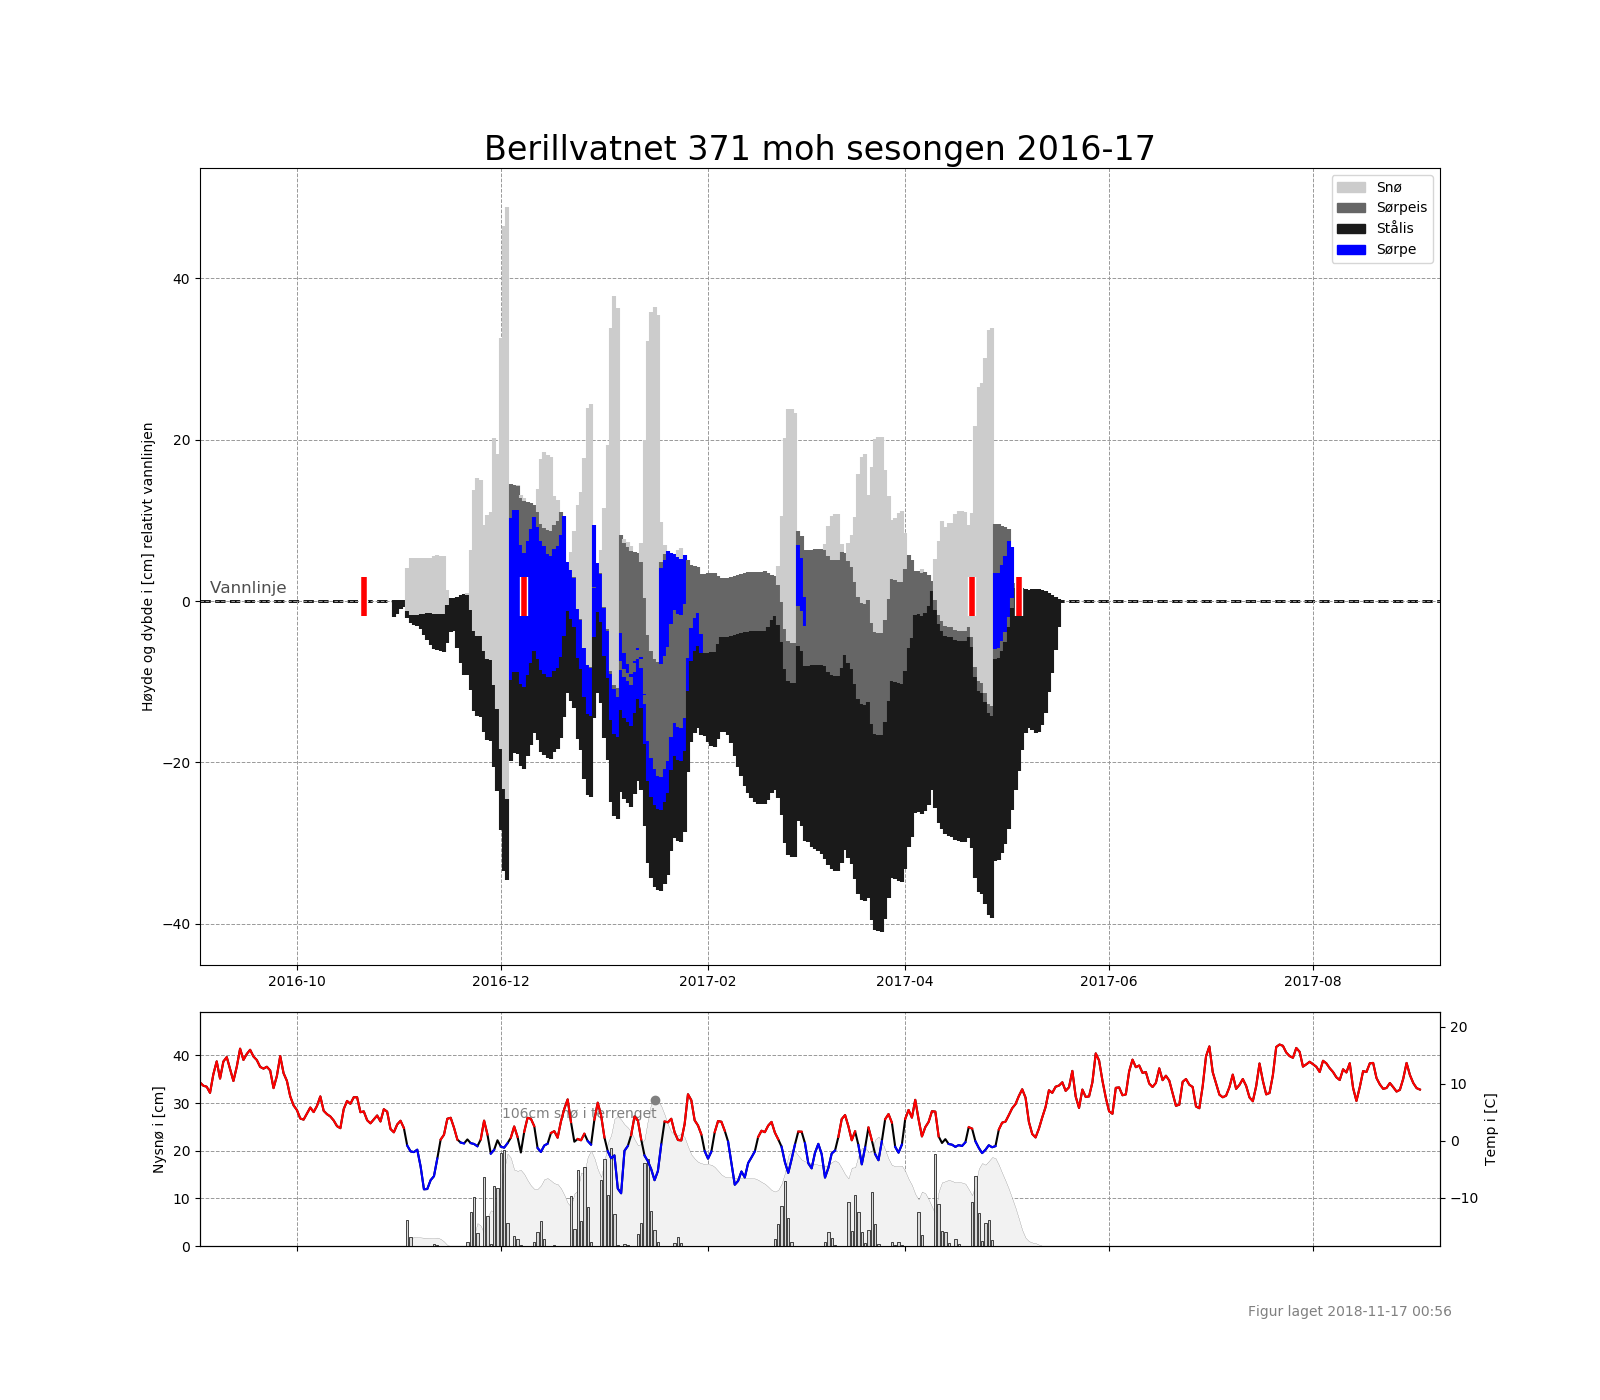 Berillvatnet 371 moh sesongen 2016-17
Snø
Sørpeis
Stålis
Sørpe
Høyde og dybde i [cm] relativt vannlinjen
40
20
0
−20
−40
Vannlinje
2016-10
2016-12
2017-02
2017-04
2017-06
2017-08
Nysnø i [cm]
40
30
20
10
0
106cm snø i terrenget
20
10
0
−10
Temp i [C]
Figur laget 2018-11-17 00:56